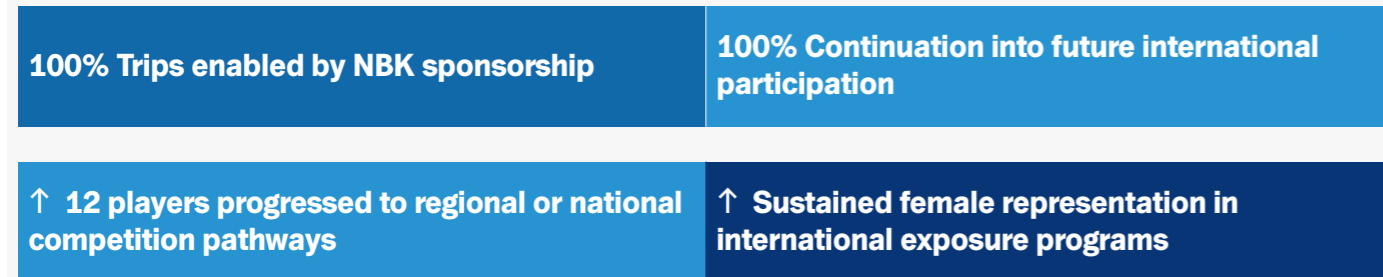 100% Trips enabled by NBK sponsorship
100% Continuation into future international
participation
↑ 12 players progressed to regional or national
competition pathways
↑ Sustained female representation in
international exposure programs